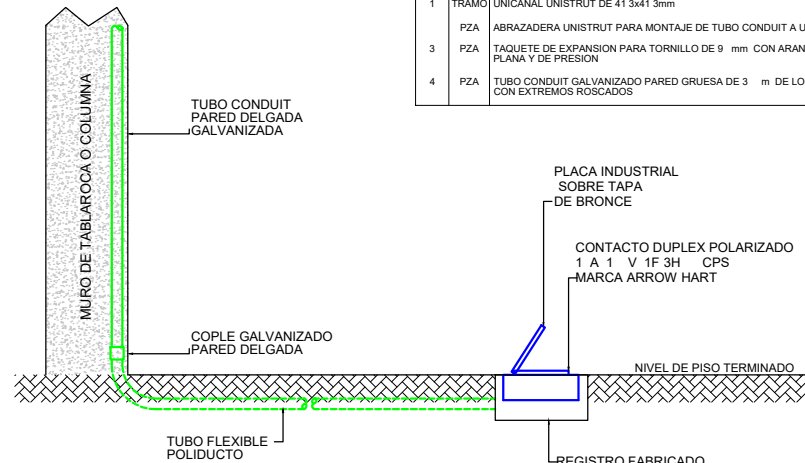 1 TRAMO UNICANAL UNISTRUT DE 41 3x41 3mm
PZA ABRAZADERA UNISTRUT PARA MONTAJE DE TUBO CONDUIT A U
3 PZA TAQUETE DE EXPANSION PARA TORNILLO DE 9 mm CON ARAN
PLANA Y DE PRESION
4 PZA TUBO CONDUIT GALVANIZADO PARED GRUESA DE 3 m DE LO
CON EXTREMOS ROSCADOS
TUBO CONDUIT
PARED DELGADA
GALVANIZADA
MURO DE TABLAROCA O COLUMNA
PLACA INDUSTRIAL
SOBRE TAPA
DE BRONCE
CONTACTO DUPLEX POLARIZADO
1 A 1 V 1F 3H CPS
MARCA ARROW HART
COPLE GALVANIZADO
PARED DELGADA
NIVEL DE PISO TERMINADO
TUBO FLEXIBLE
POLIDUCTO
REGISTRO FABRICADO